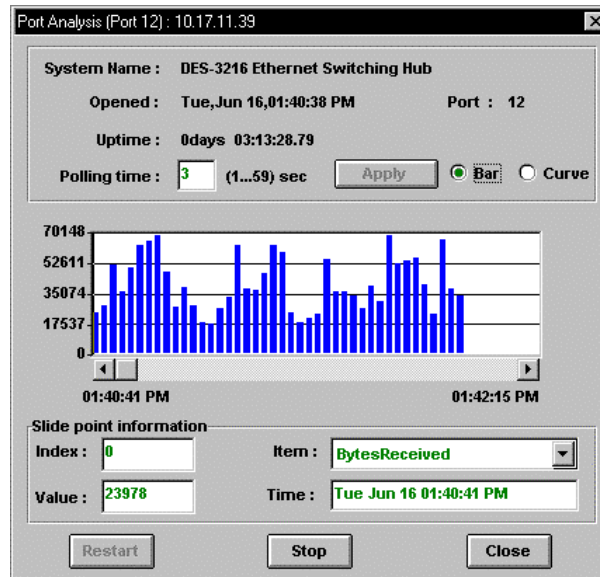 Port Analysis (Port 12) : 10.17.11.39
System Name : DES-3216 Ethernet Switching Hub
Opened : Tue,Jun 16,01:40:38 PM Port : 12
Uptime : 0days 03:13:28.79
Polling time : 3 (1...59) sec Apply Bar Curve
70148
52611
35074
17537
0
01:40:41 PM 01:42:15 PM
Slide point information
Index : 0 Item : BytesReceived
Value : 23978 Time : Tue Jun 16 01:40:41 PM
Restart Stop Close